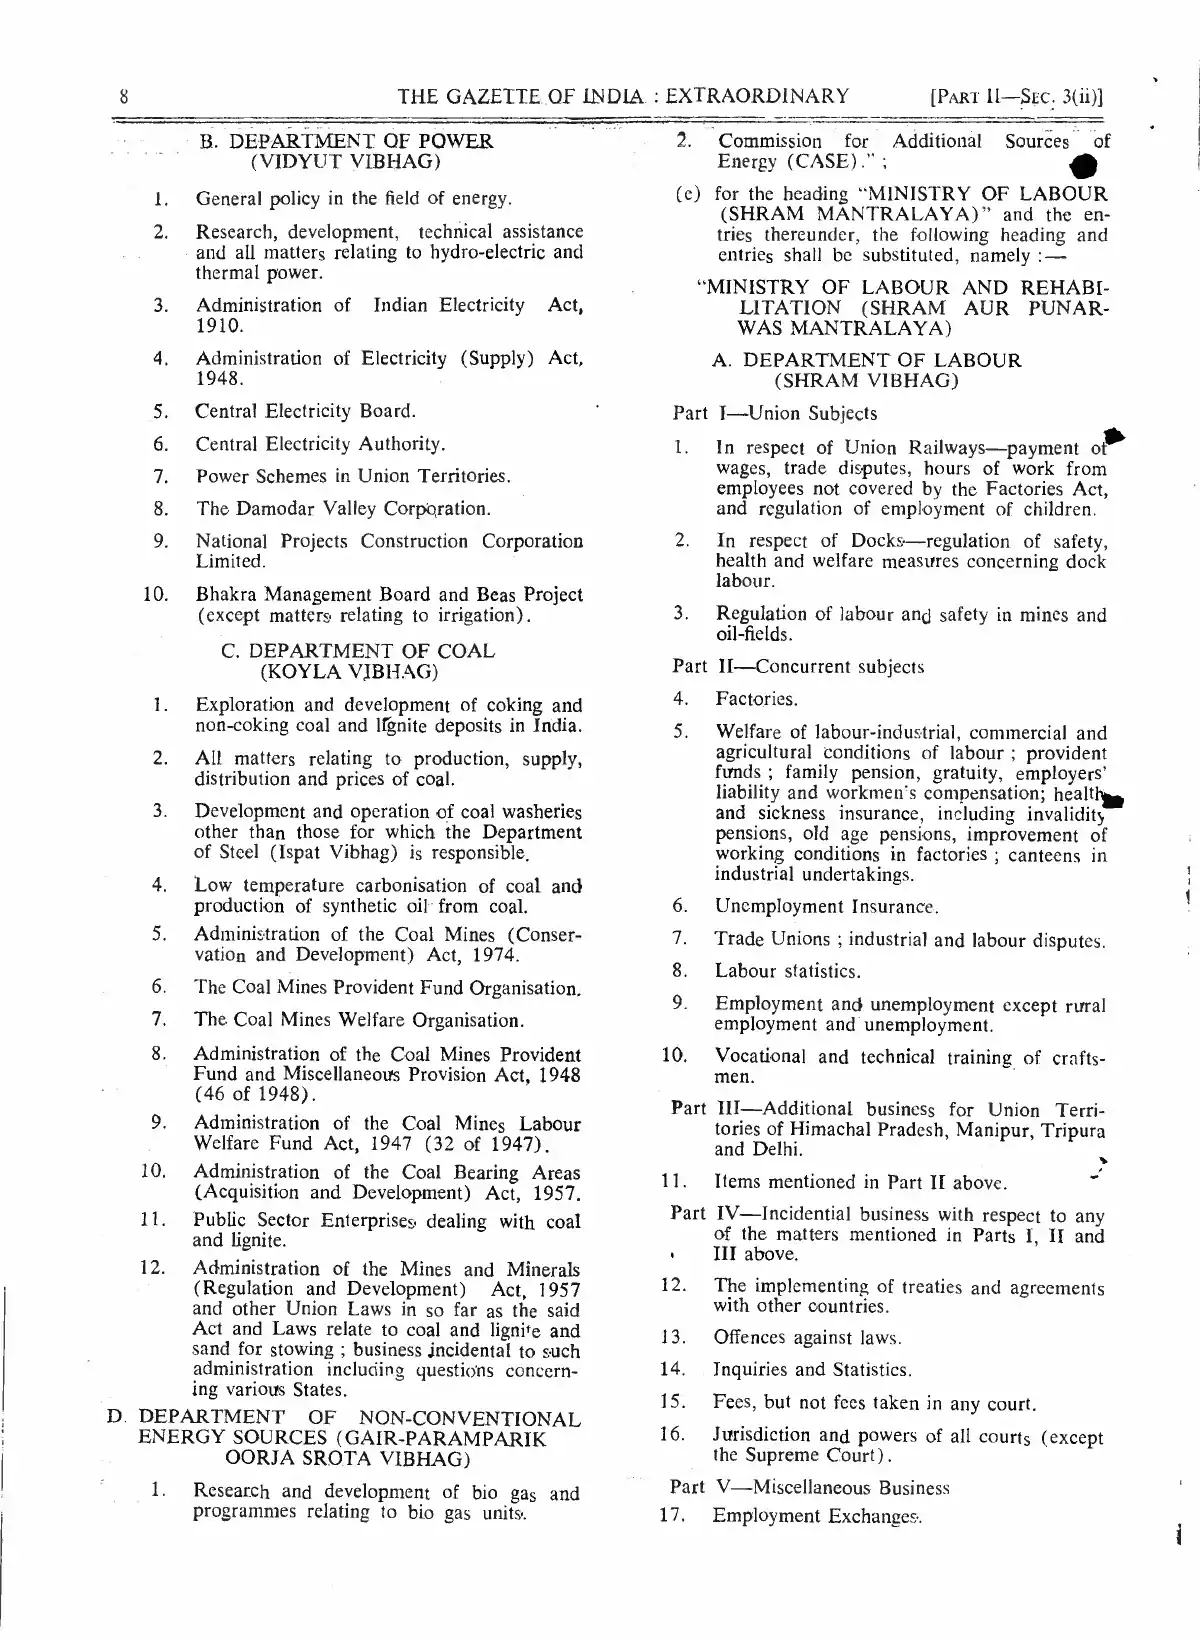 8 THE GAZETTE OF INDIA : EXTRAORDINARY [PART II—SEC. 3(ii)]
B. DEPARTMENT OF POWER
(VIDYUT VIBHAG)
1. General policy in the field of energy.
2. Research, development, technical assistance
and all matters relating to hydro-electric and
thermal power.
3. Administration of Indian Electricity Act,
1910.
4. Administration of Electricity (Supply) Act,
1948.
5. Central Electricity Board.
6. Central Electricity Authority.
7. Power Schemes in Union Territories.
8. The Damodar Valley Corporation.
9. National Projects Construction Corporation
Limited.
10. Bhakra Management Board and Beas Project
(except matters relating to irrigation).
C. DEPARTMENT OF COAL
(KOYLA VIBHAG)
1. Exploration and development of coking and
non-coking coal and lignite deposits in India.
2. All matters relating to production, supply,
distribution and prices of coal.
3. Development and operation of coal washeries
other than those for which the Department
of Steel (Ispat Vibhag) is responsible.
4. Low temperature carbonisation of coal and
production of synthetic oil from coal.
5. Administration of the Coal Mines (Conser-
vation and Development) Act, 1974.
6. The Coal Mines Provident Fund Organisation.
7. The Coal Mines Welfare Organisation.
8. Administration of the Coal Mines Provident
Fund and Miscellaneous Provision Act, 1948
(46 of 1948).
9. Administration of the Coal Mines Labour
Welfare Fund Act, 1947 (32 of 1947).
10. Administration of the Coal Bearing Areas
(Acquisition and Development) Act, 1957.
11. Public Sector Enterprises dealing with coal
and lignite.
12. Administration of the Mines and Minerals
(Regulation and Development) Act, 1957
and other Union Laws in so far as the said
Act and Laws relate to coal and lignite and
sand for stowing ; business incidental to such
administration including questions concern-
ing various States.
D. DEPARTMENT OF NON-CONVENTIONAL
ENERGY SOURCES (GAIR-PARAMPARIK
OORJA SROTA VIBHAG)
1. Research and development of bio gas and
programmes relating to bio gas units.
2. Commission for Additional Sources of
Energy (CASE)." ;
(c) for the heading "MINISTRY OF LABOUR
(SHRAM MANTRALAYA)" and the en-
tries thereunder, the following heading and
entries shall be substituted, namely :—
"MINISTRY OF LABOUR AND REHABI-
LITATION (SHRAM AUR PUNAR-
WAS MANTRALAYA)
A. DEPARTMENT OF LABOUR
(SHRAM VIBHAG)
Part I—Union Subjects
1. In respect of Union Railways—payment of
wages, trade disputes, hours of work from
employees not covered by the Factories Act,
and regulation of employment of children.
2. In respect of Docks—regulation of safety,
health and welfare measures concerning dock
labour.
3. Regulation of labour and safety in mines and
oil-fields.
Part II—Concurrent subjects
4. Factories.
5. Welfare of labour-industrial, commercial and
agricultural conditions of labour ; provident
funds ; family pension, gratuity, employers'
liability and workmen's compensation; health
and sickness insurance, including invalidity
pensions, old age pensions, improvement of
working conditions in factories ; canteens in
industrial undertakings.
6. Unemployment Insurance.
7. Trade Unions ; industrial and labour disputes.
8. Labour statistics.
9. Employment and unemployment except rural
employment and unemployment.
10. Vocational and technical training of crafts-
men.
Part III—Additional business for Union Terri-
tories of Himachal Pradesh, Manipur, Tripura
and Delhi.
11. Items mentioned in Part II above.
Part IV—Incidential business with respect to any
of the matters mentioned in Parts I, II and
III above.
12. The implementing of treaties and agreements
with other countries.
13. Offences against laws.
14. Inquiries and Statistics.
15. Fees, but not fees taken in any court.
16. Jurisdiction and powers of all courts (except
the Supreme Court).
Part V—Miscellaneous Business
17. Employment Exchanges.